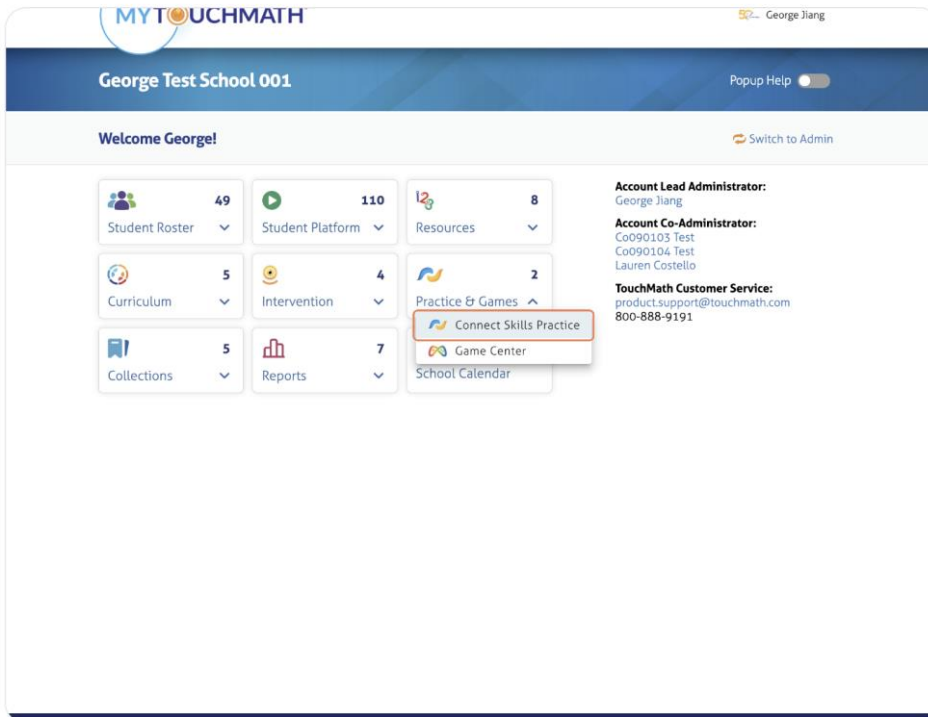 MYTOUCHMATH
George Jiang
George Test School 001
Popup Help
Welcome George!
Switch to Admin
49
Student Roster
110
Student Platform
123
8
Resources
5
Curriculum
4
Intervention
2
Practice & Games
Connect Skills Practice
Game Center
5
Collections
7
Reports
School Calendar
Account Lead Administrator:
George Jiang
Account Co-Administrator:
Co090103 Test
Co090104 Test
Lauren Costello
TouchMath Customer Service:
product.support@touchmath.com
800-888-9191